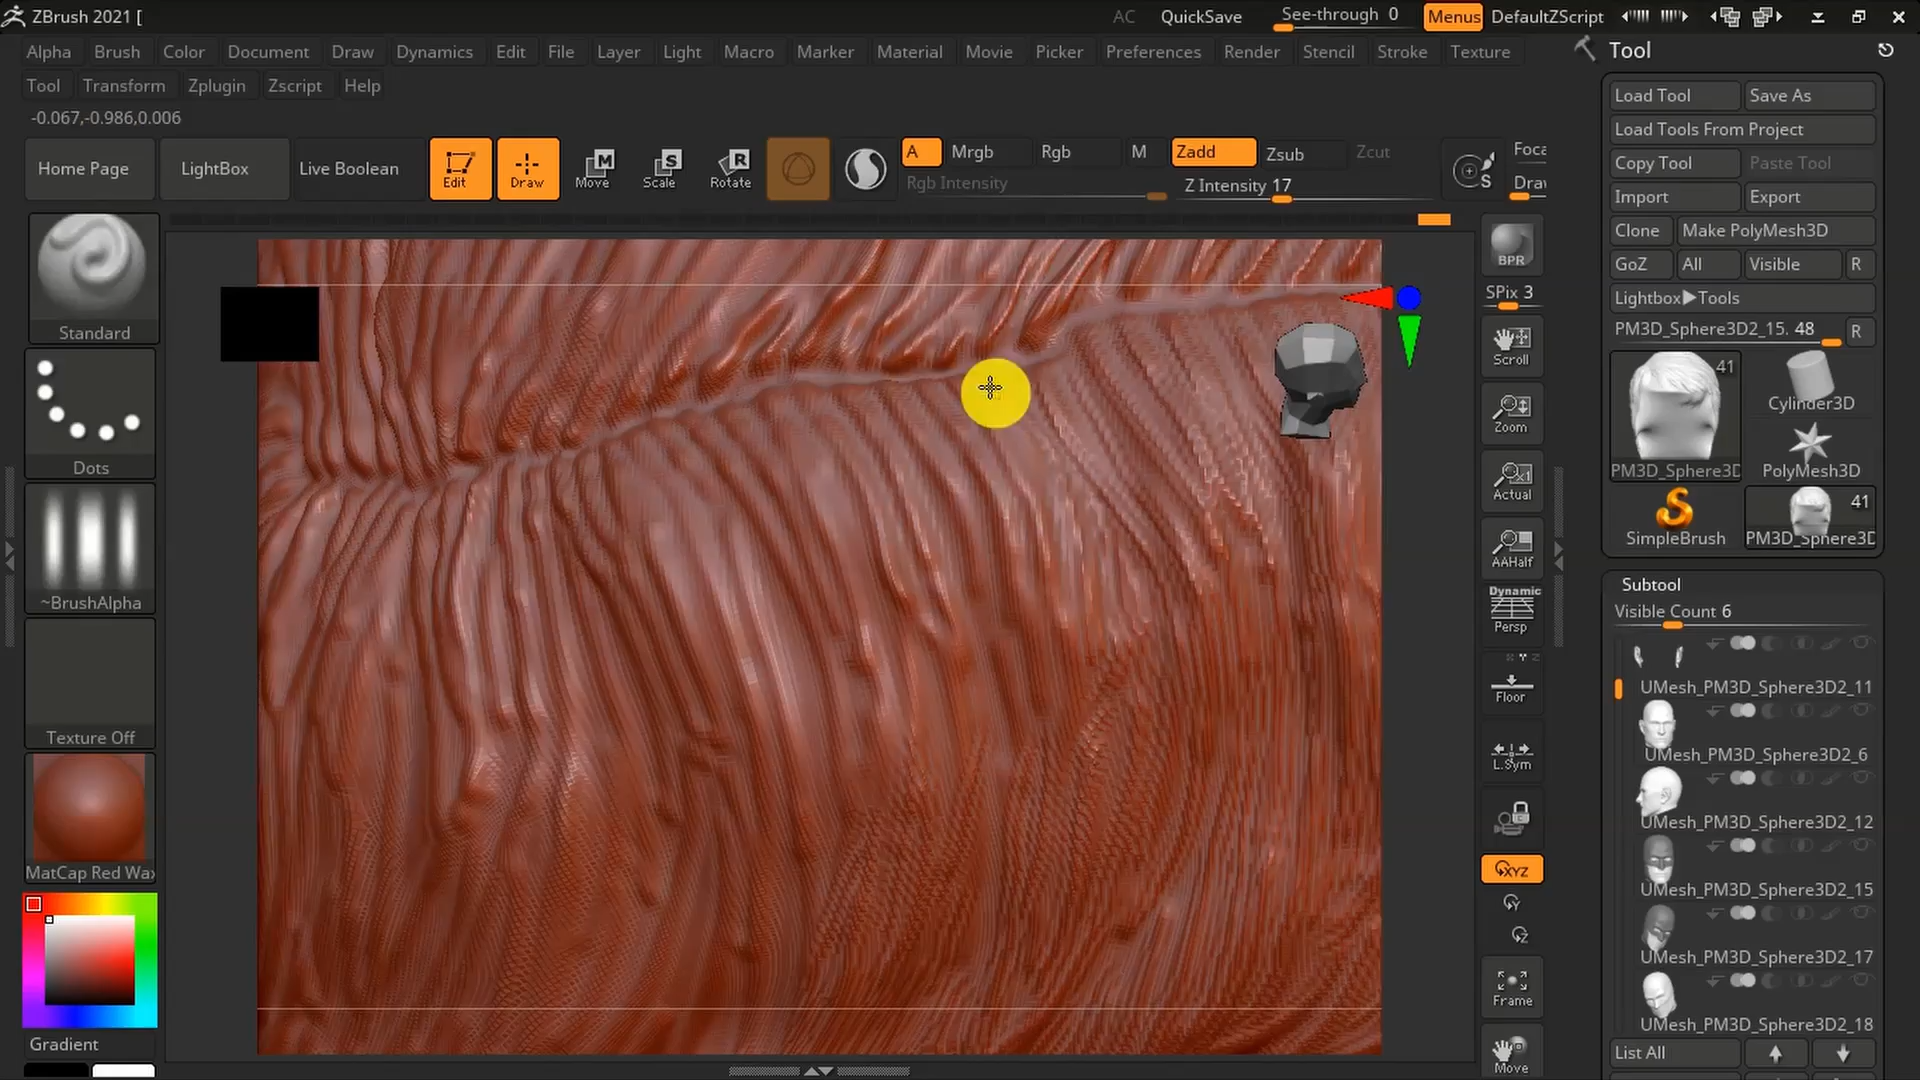 ZBrush 2021 [
AC
QuickSave
See-through 0
Menus
DefaultZScript
Alpha
Brush
Color
Document
Draw
Dynamics
Edit
File
Layer
Light
Macro
Marker
Material
Movie
Picker
Preferences
Render
Stencil
Stroke
Texture
Tool
Transform
Zplugin
Zscript
Help
-0.067,-0.986,0.006
Home Page
LightBox
Live Boolean
Edit
Draw
Move
Scale
Rotate
A
Mrgb
Rgb
M
Zadd
Zsub
Zcut
Rgb Intensity
Z Intensity 17
Foca
Draw
Standard
Dots
~BrushAlpha
Texture Off
MatCap Red Wax
Gradient
BPR
SPix 3
Scroll
Zoom
Actual
AAHalf
Dynamic
Persp
Floor
L.Sym
XYZ
Y
Z
Frame
Move
Tool
Load Tool
Save As
Load Tools From Project
Copy Tool
Paste Tool
Import
Export
Clone
Make PolyMesh3D
GoZ
All
Visible
R
Lightbox▶Tools
PM3D_Sphere3D2_15. 48
R
41
PM3D_Sphere3D
Cylinder3D
PolyMesh3D
SimpleBrush
41
PM3D_Sphere3D
Subtool
Visible Count 6
UMesh_PM3D_Sphere3D2_11
UMesh_PM3D_Sphere3D2_6
UMesh_PM3D_Sphere3D2_12
UMesh_PM3D_Sphere3D2_15
UMesh_PM3D_Sphere3D2_17
UMesh_PM3D_Sphere3D2_18
List All